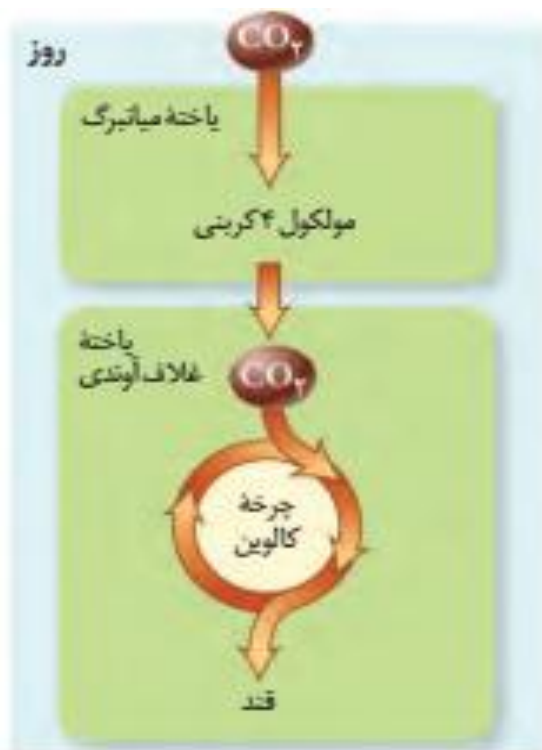 روز
CO۲
یاختهٔ میانبرگ
مولکول ۴ کربنی
یاختهٔ
غلاف آوندی
CO۲
چرخهٔ
کالوین
قند